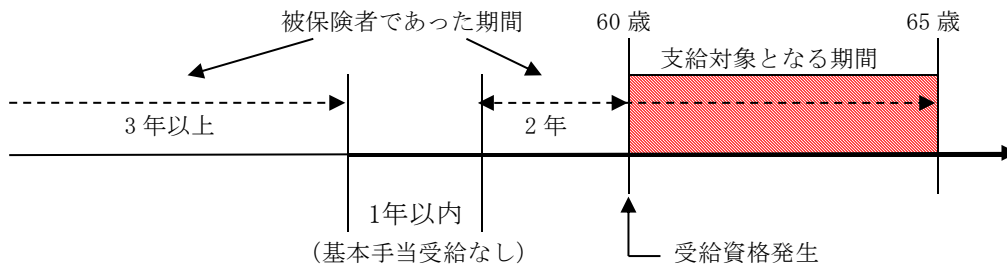 被保険者であった期間
60 歳
65 歳
支給対象となる期間
3 年以上
2 年
1年以内
（基本手当受給なし）
受給資格発生